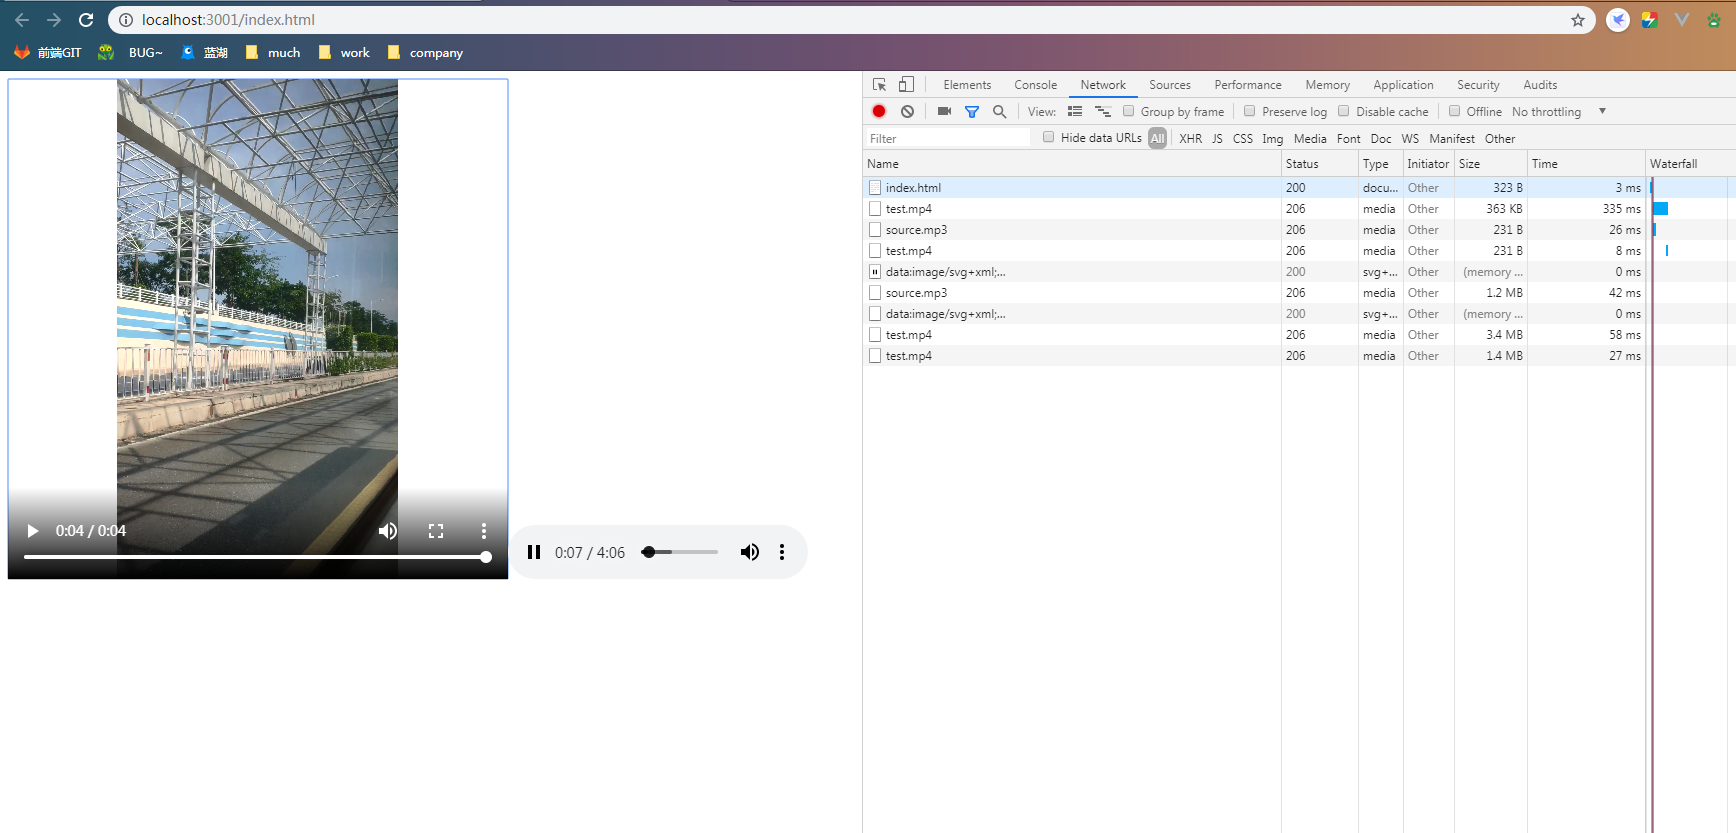 localhost:3001/index.html
前端GIT BUG~ 蓝湖 much work company
Elements Console Network Sources Performance Memory Application Security Audits
View: Group by frame Preserve log Disable cache Offline No throttling
Filter Hide data URLs All XHR JS CSS Img Media Font Doc WS Manifest Other
Name Status Type Initiator Size Time Waterfall
index.html 200 docu... Other 323 B 3 ms
test.mp4 206 media Other 363 KB 335 ms
source.mp3 206 media Other 231 B 26 ms
test.mp4 206 media Other 231 B 8 ms
data:image/svg+xml;... 200 svg+... Other (memory ... 0 ms
source.mp3 206 media Other 1.2 MB 42 ms
data:image/svg+xml;... 200 svg+... Other (memory ... 0 ms
test.mp4 206 media Other 3.4 MB 58 ms
test.mp4 206 media Other 1.4 MB 27 ms
0:04 / 0:04
0:07 / 4:06